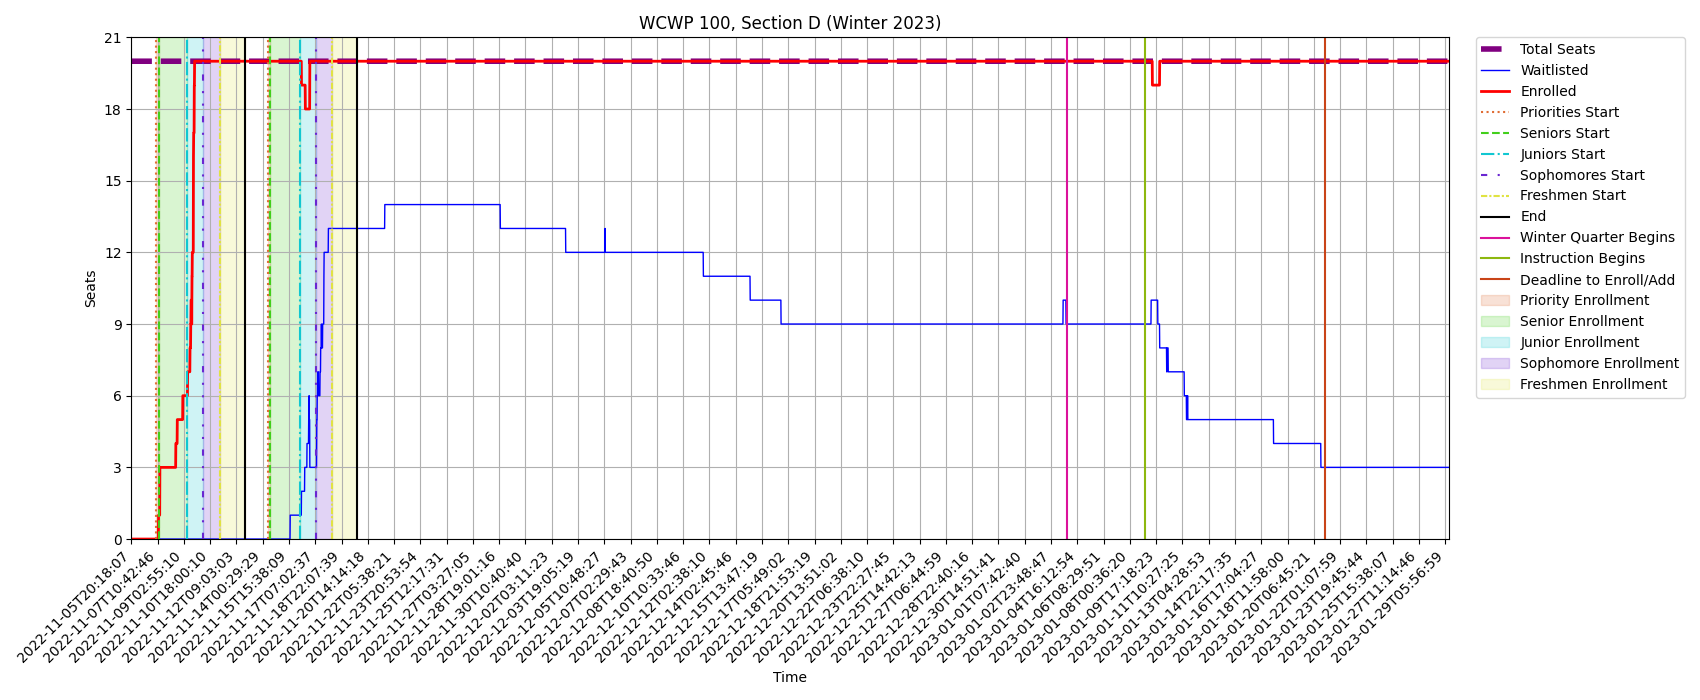 WCWP 100, Section D (Winter 2023)
21
18
15
12
9
6
3
0
Seats
2022-11-05T20:18:07
2022-11-07T10:42:46
2022-11-09T02:55:10
2022-11-10T18:00:10
2022-11-12T09:03:03
2022-11-14T00:29:29
2022-11-15T15:38:09
2022-11-17T07:02:37
2022-11-18T22:07:39
2022-11-20T14:14:18
2022-11-22T05:38:21
2022-11-23T20:53:54
2022-11-25T12:17:31
2022-11-27T03:27:05
2022-11-28T19:01:16
2022-11-30T10:40:40
2022-12-02T03:11:23
2022-12-03T19:05:19
2022-12-05T10:48:27
2022-12-07T02:29:43
2022-12-08T18:40:50
2022-12-10T10:33:46
2022-12-12T02:38:10
2022-12-14T02:45:46
2022-12-15T13:47:19
2022-12-17T05:49:02
2022-12-18T21:53:19
2022-12-20T13:51:02
2022-12-22T06:38:10
2022-12-23T22:27:45
2022-12-25T14:42:13
2022-12-27T06:44:59
2022-12-28T22:40:16
2022-12-30T14:51:41
2023-01-01T07:42:40
2023-01-02T23:48:47
2023-01-04T16:12:54
2023-01-06T08:29:51
2023-01-08T00:36:20
2023-01-09T17:18:23
2023-01-11T10:27:25
2023-01-13T04:28:53
2023-01-14T22:17:35
2023-01-16T17:04:27
2023-01-18T11:58:00
2023-01-20T06:45:21
2023-01-22T01:07:59
2023-01-23T19:45:44
2023-01-25T15:38:07
2023-01-27T11:14:46
2023-01-29T05:56:59
Time
Total Seats
Waitlisted
Enrolled
Priorities Start
Seniors Start
Juniors Start
Sophomores Start
Freshmen Start
End
Winter Quarter Begins
Instruction Begins
Deadline to Enroll/Add
Priority Enrollment
Senior Enrollment
Junior Enrollment
Sophomore Enrollment
Freshmen Enrollment